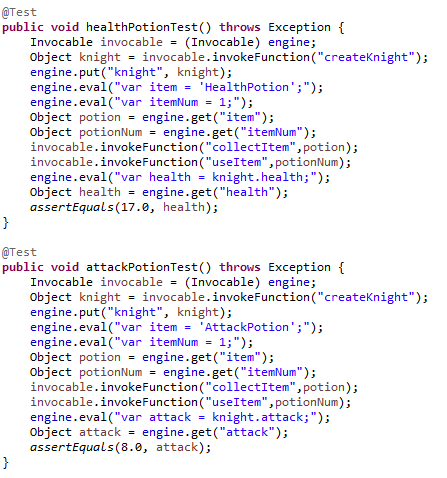 @Test
public void healthPotionTest() throws Exception {
    Invocable invocable = (Invocable) engine;
    Object knight = invocable.invokeFunction("createKnight");
    engine.put("knight", knight);
    engine.eval("var item = 'HealthPotion';");
    engine.eval("var itemNum = 1;");
    Object potion = engine.get("item");
    Object potionNum = engine.get("itemNum");
    invocable.invokeFunction("collectItem",potion);
    invocable.invokeFunction("useItem",potionNum);
    engine.eval("var health = knight.health;");
    Object health = engine.get("health");
    assertEquals(17.0, health);
}
@Test
public void attackPotionTest() throws Exception {
    Invocable invocable = (Invocable) engine;
    Object knight = invocable.invokeFunction("createKnight");
    engine.put("knight", knight);
    engine.eval("var item = 'AttackPotion';");
    engine.eval("var itemNum = 1;");
    Object potion = engine.get("item");
    Object potionNum = engine.get("itemNum");
    invocable.invokeFunction("collectItem",potion);
    invocable.invokeFunction("useItem",potionNum);
    engine.eval("var attack = knight.attack;");
    Object attack = engine.get("attack");
    assertEquals(8.0, attack);
}